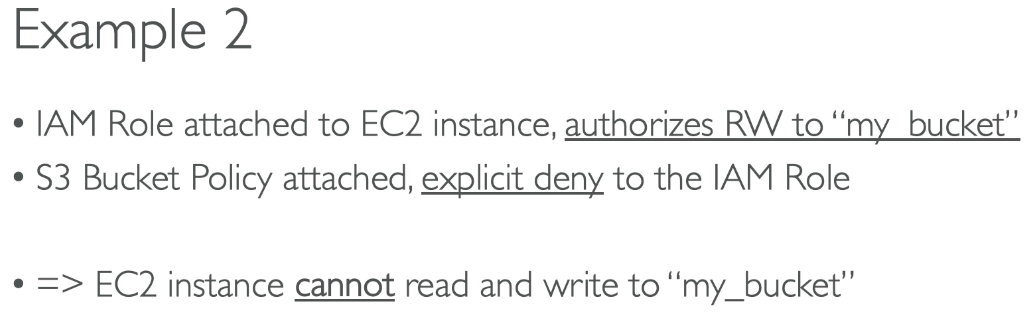 Example 2
• IAM Role attached to EC2 instance, authorizes RW to “my_bucket”
• S3 Bucket Policy attached, explicit deny to the IAM Role
• => EC2 instance cannot read and write to “my_bucket”